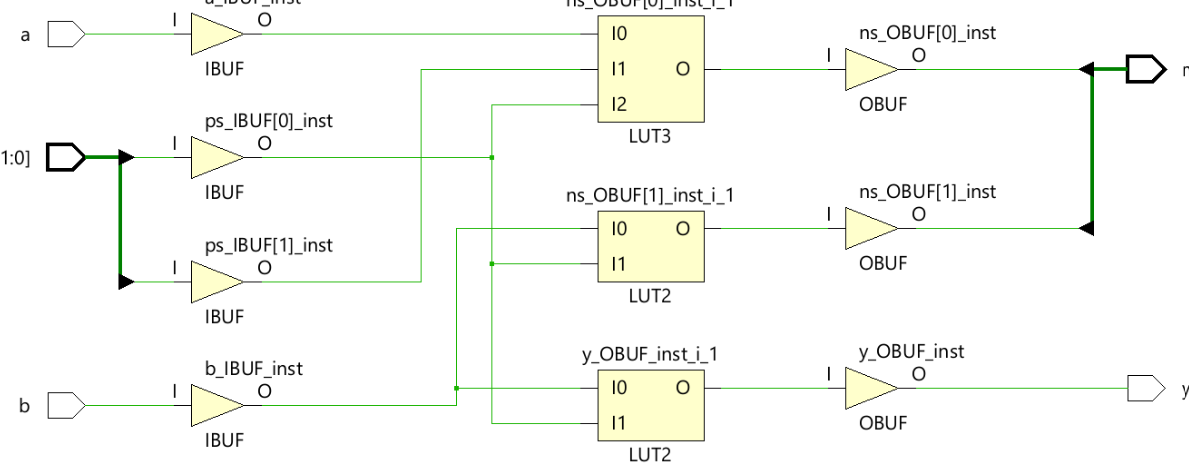 a_IBUF_inst
ns_OBUF[0]_inst_i_1
I O
a
I0
ns_OBUF[0]_inst
I1 O
I O
IBUF
I2
OBUF
ps_IBUF[0]_inst
LUT3
I O
1:0]
IBUF
ns_OBUF[1]_inst_i_1
ns_OBUF[1]_inst
I0 O
I O
ps_IBUF[1]_inst
I1
I O
OBUF
LUT2
IBUF
y_OBUF_inst_i_1
y_OBUF_inst
b_IBUF_inst
I0 O
I O
y
I O
b
I1
OBUF
IBUF
LUT2